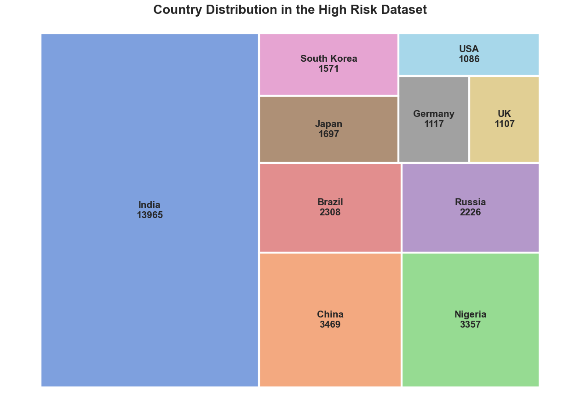 Country Distribution in the High Risk Dataset
South Korea
1571
USA
1086
Germany
1117
UK
1107
Japan
1697
India
13965
Brazil
2308
Russia
2226
China
3469
Nigeria
3357